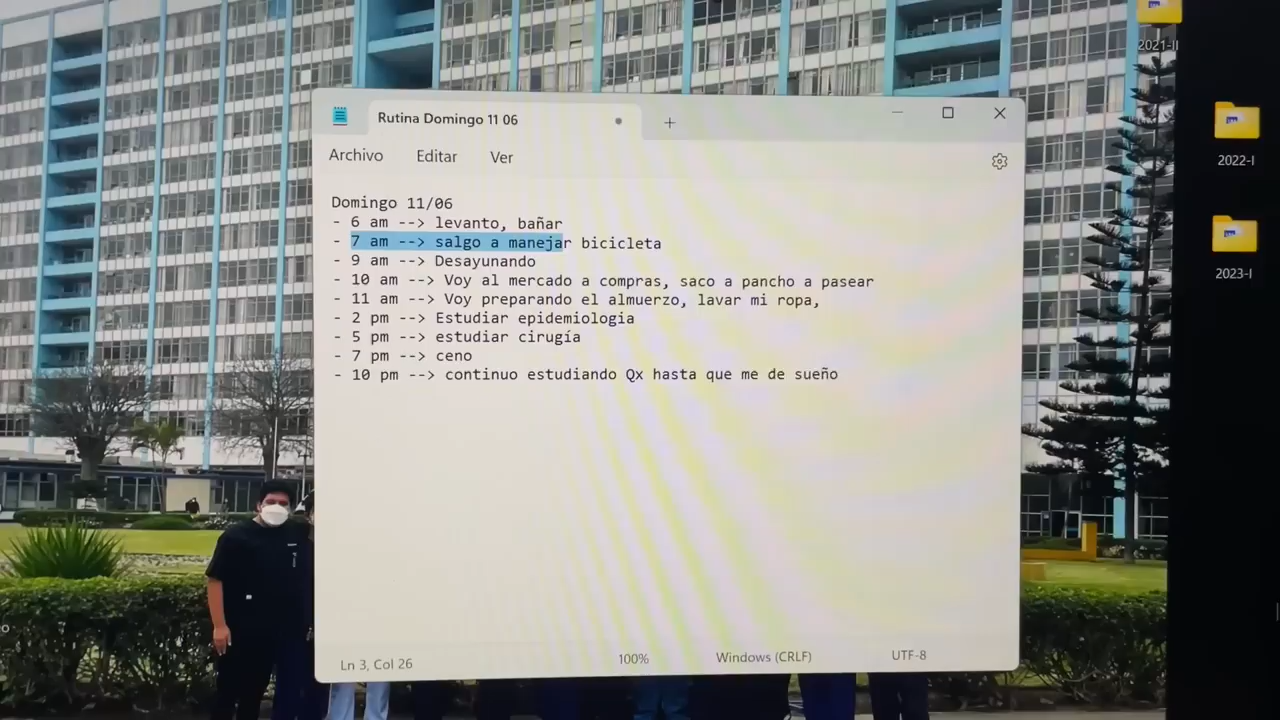 2021-II
Rutina Domingo 11 06
Archivo Editar Ver
2022-I
Domingo 11/06
- 6 am --> levanto, bañar
- 7 am --> salgo a manejar bicicleta
- 9 am --> Desayunando
- 10 am --> Voy al mercado a compras, saco a pancho a pasear
- 11 am --> Voy preparando el almuerzo, lavar mi ropa,
- 2 pm --> Estudiar epidemiologia
- 5 pm --> estudiar cirugía
- 7 pm --> ceno
- 10 pm --> continuo estudiando Qx hasta que me de sueño
2023-I
Ln 3, Col 26 100% Windows (CRLF) UTF-8